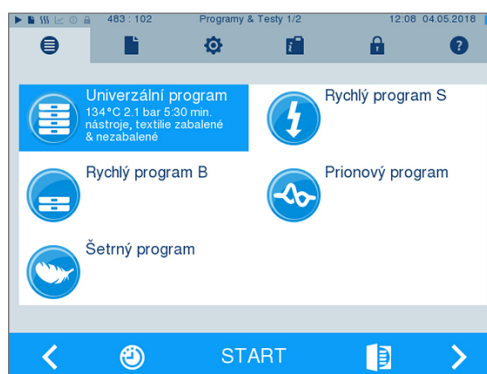 483 : 102 Programy & Testy 1/2 12:08 04.05.2018
Univerzální program
134°C 2.1 bar 5:30 min.
nástroje, textilie zabalené
& nezabalené
Rychlý program S
Rychlý program B
Prionový program
Šetrný program
START